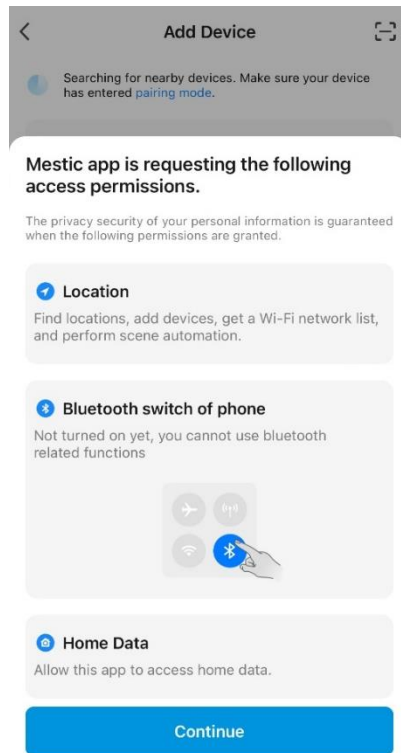 Add Device
Searching for nearby devices. Make sure your device
has entered pairing mode.
Mestic app is requesting the following
access permissions.
The privacy security of your personal information is guaranteed
when the following permissions are granted.
Location
Find locations, add devices, get a Wi-Fi network list,
and perform scene automation.
Bluetooth switch of phone
Not turned on yet, you cannot use bluetooth
related functions
Home Data
Allow this app to access home data.
Continue